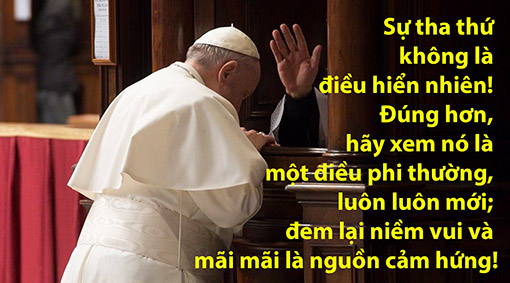 Sự tha thứ
không là
điều hiển nhiên!
Đúng hơn,
hãy xem nó là
một điều phi thường,
luôn luôn mới;
đem lại niềm vui và
mãi mãi là nguồn cảm hứng!